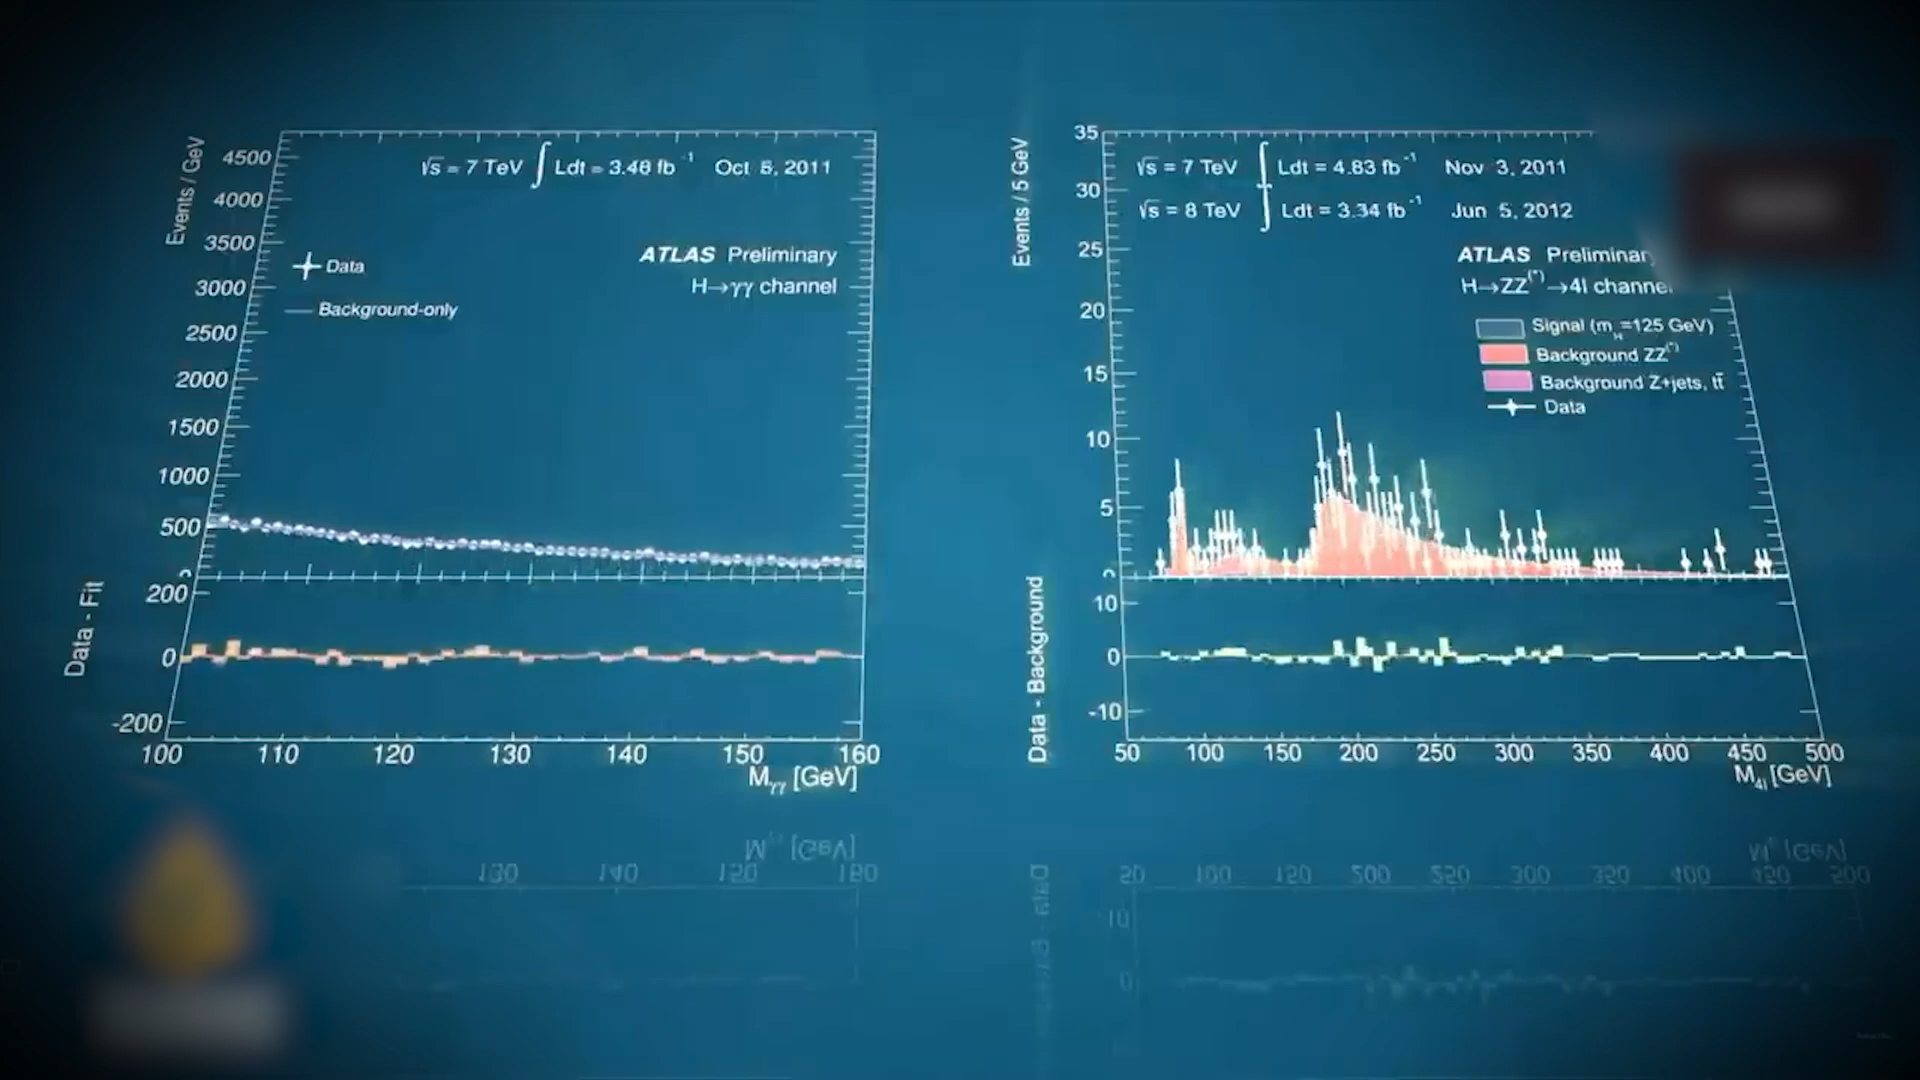 Events / GeV
4500
4000
3500
3000
2500
2000
1500
1000
500
0
√s = 7 TeV ∫ Ldt = 3.46 fb⁻¹ Oct 5, 2011
Data
Background-only
ATLAS Preliminary
H→γγ channel
Data - Fit
200
0
-200
100 110 120 130 140 150 160
Mγγ [GeV]
Events / 5 GeV
35
30
25
20
15
10
5
0
√s = 7 TeV ∫ Ldt = 4.83 fb⁻¹ Nov 3, 2011
√s = 8 TeV ∫ Ldt = 3.34 fb⁻¹ Jun 5, 2012
ATLAS Preliminar
H→ZZ(*)→4l channel
Signal (mH=125 GeV)
Background ZZ(*)
Background Z+jets, tt̄
Data
Data - Background
10
0
-10
50 100 150 200 250 300 350 400 450 500
M4l [GeV]